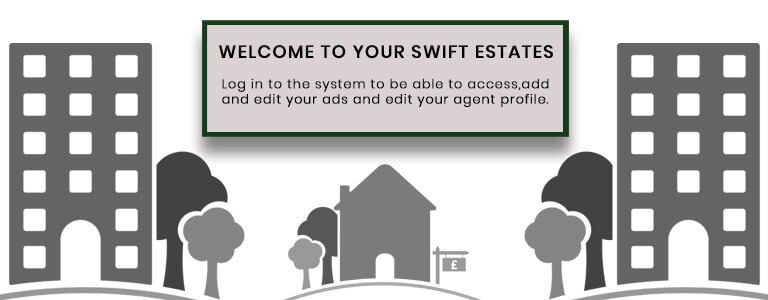 WELCOME TO YOUR SWIFT ESTATES
Log in to the system to be able to access,add
and edit your ads and edit your agent profile.
£